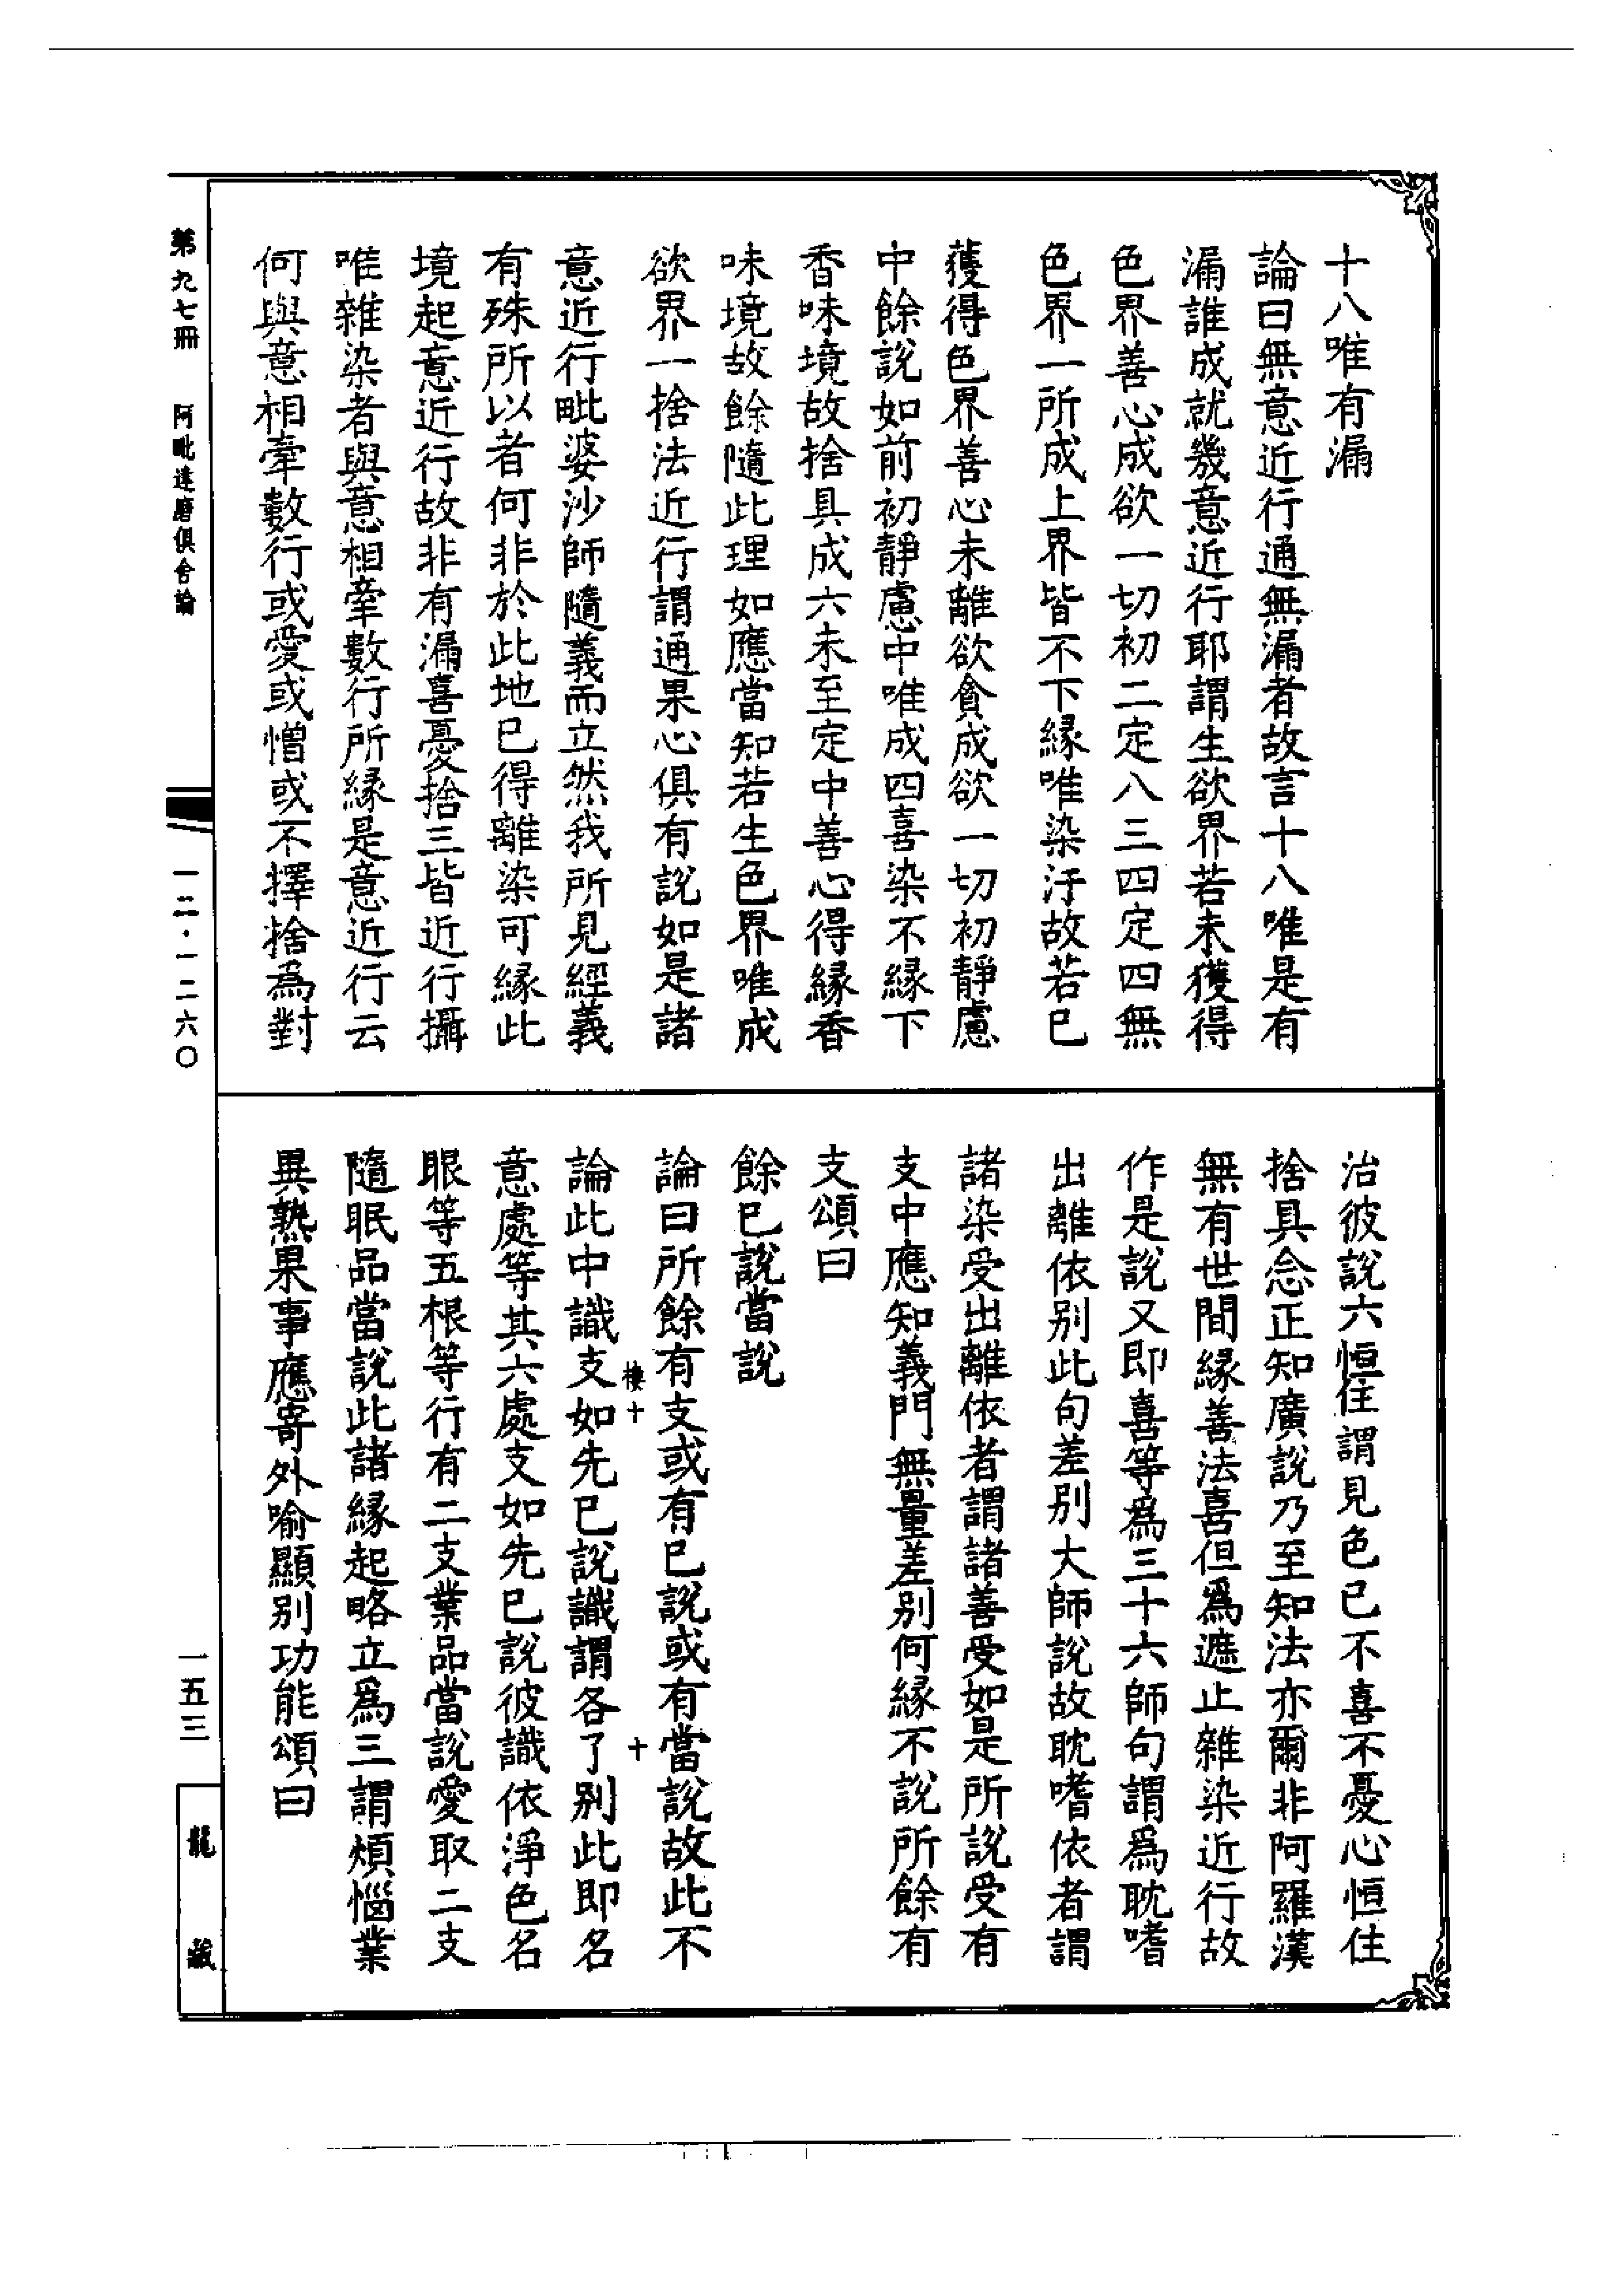 十八唯有漏
論曰無意近行通無漏者故言十八唯是有
漏誰成就幾意近行耶謂生欲界若未獲得
色界善心成欲一切初二定八三四定四無
色界一所成上界皆不下緣唯染汙故若已
獲得色界善心未離欲貪成欲一切初靜慮
中餘說如前初靜慮中唯成四喜染不緣下
香味境故捨具成六未至定中善心得緣香
味境故餘隨此理如應當知若生色界唯成
欲界一捨法近行謂通果心俱有說如是諸
意近行毗婆沙師隨義而立然我所見經義
有殊所以者何非於此地已得離染可緣此
境起意近行故非有漏喜憂捨三皆近行攝
唯雜染者與意相牽數行所緣是意近行云
何與意相牽數行或愛或憎或不擇捨為對
治彼說六恒住謂見色已不喜不憂心恒住
捨具念正知廣說乃至知法亦爾非阿羅漢
無有世間緣善法喜但為遮止雜染近行故
作是說又即喜等為三十六師句謂為耽嗜
出離依別此句差別大師說故耽嗜依者謂
諸染受出離依者謂諸善受如是所說受有
支中應知義門無量差別何緣不說所餘有
支頌曰
餘已說當說
論曰所餘有支或有已說或有當說故此不
棲十
十
論此中識支如先已說識謂各了別此即名
意處等其六處支如先已說彼識依淨色名
眼等五根等行有二支業品當說愛取二支
隨眠品當說此諸緣起略立為三謂煩惱業
異熟果事應寄外喻顯別功能頌曰
第九七冊 阿毗達磨俱舍論
一二·一二六〇
一五三
龍藏